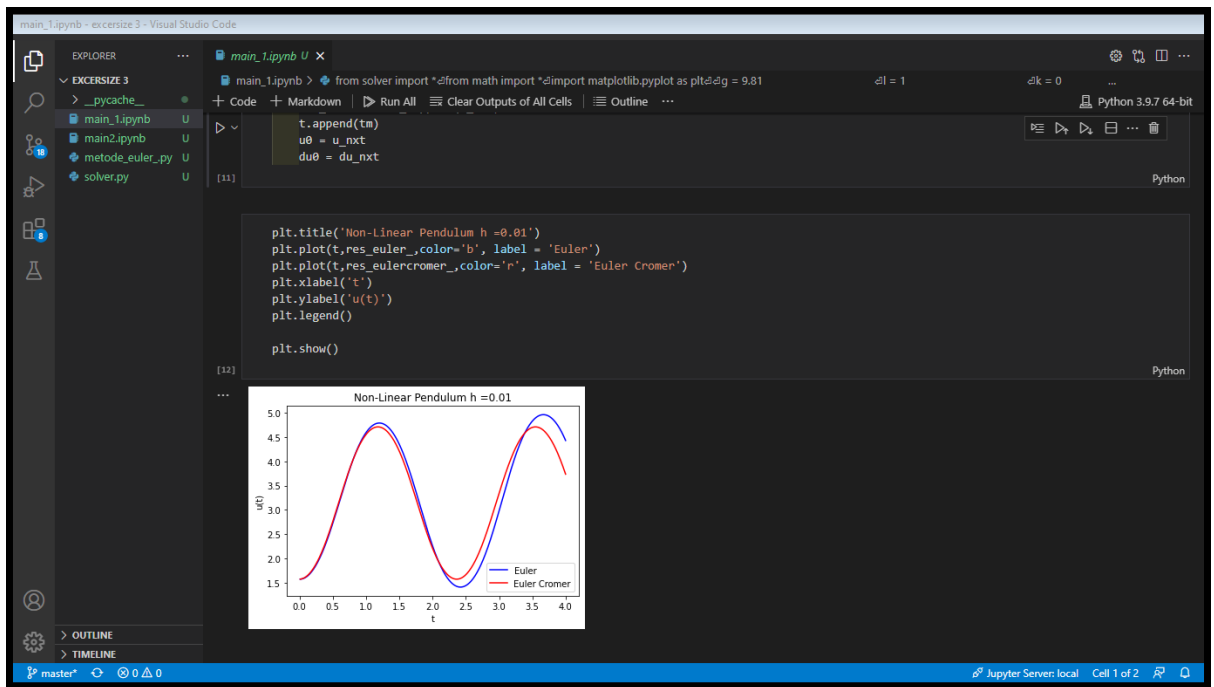 main_1.ipynb - excersize 3 - Visual Studio Code
EXPLORER ···
EXCERSIZE 3
__pycache__
main_1.ipynb U
main2.ipynb U
metode_euler_.py U
solver.py U
OUTLINE
TIMELINE
18
8
main_1.ipynb U
main_1.ipynb > from solver import *⏎from math import *⏎import matplotlib.pyplot as plt⏎⏎g = 9.81 ⏎l = 1 ⏎k = 0 ...
+ Code + Markdown Run All Clear Outputs of All Cells Outline ···
Python 3.9.7 64-bit
t.append(tm)
u0 = u_nxt
du0 = du_nxt
[11]
Python
plt.title('Non-Linear Pendulum h =0.01')
plt.plot(t,res_euler_,color='b', label = 'Euler')
plt.plot(t,res_eulercromer_,color='r', label = 'Euler Cromer')
plt.xlabel('t')
plt.ylabel('u(t)')
plt.legend()
plt.show()
[12]
Python
...
Non-Linear Pendulum h =0.01
5.0
4.5
4.0
3.5
3.0
2.5
2.0
1.5
u(t)
Euler
Euler Cromer
0.0 0.5 1.0 1.5 2.0 2.5 3.0 3.5 4.0
t
master* 0 0
Jupyter Server: local Cell 1 of 2